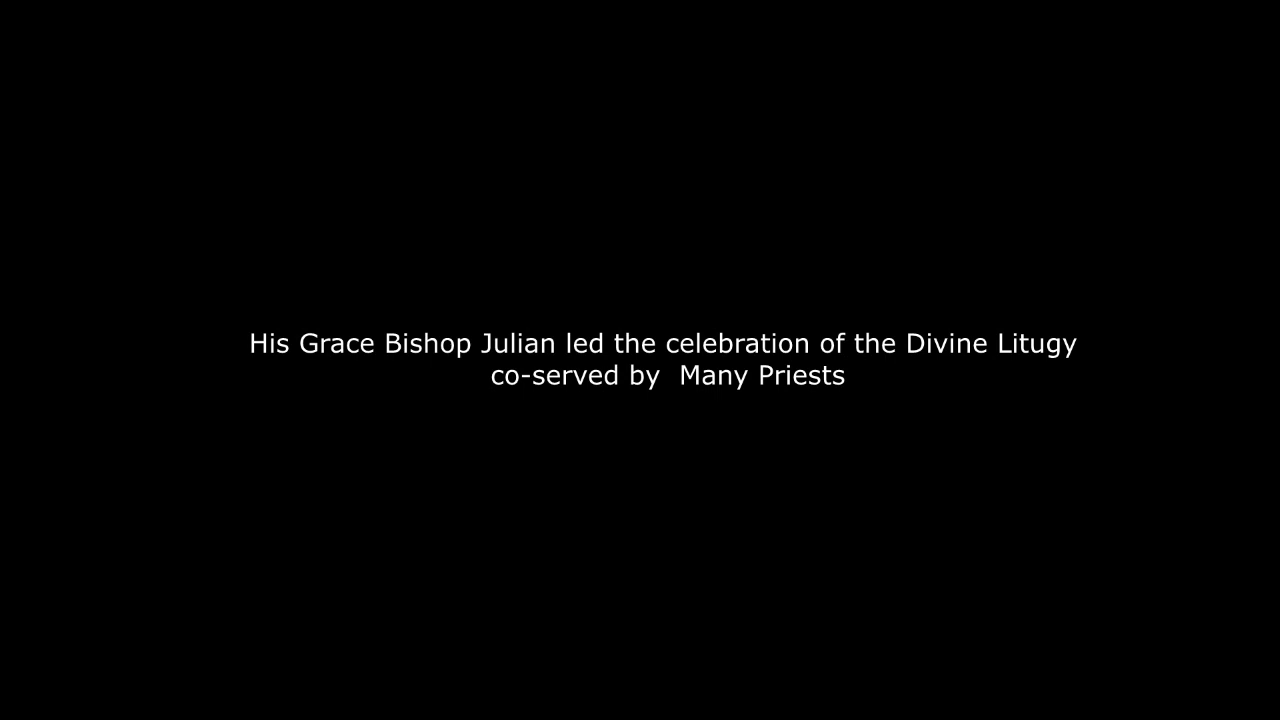 His Grace Bishop Julian led the celebration of the Divine Litugy
co-served by  Many Priests